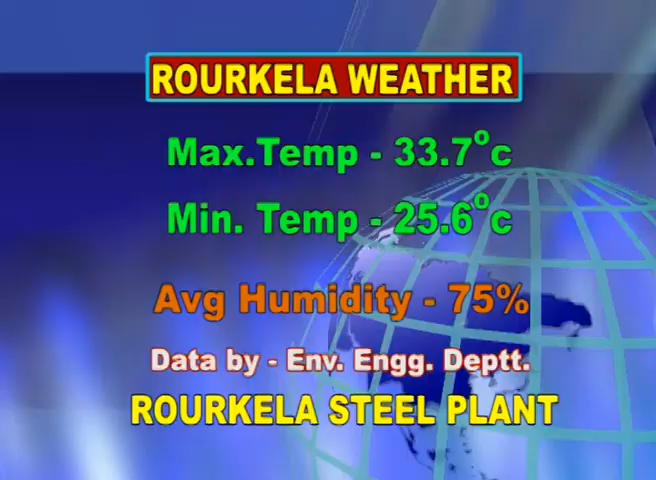 ROURKELA WEATHER
Max.Temp - 33.7°c
Min. Temp - 25.6°c
Avg Humidity - 75%
Data by - Env. Engg. Deptt.
ROURKELA STEEL PLANT